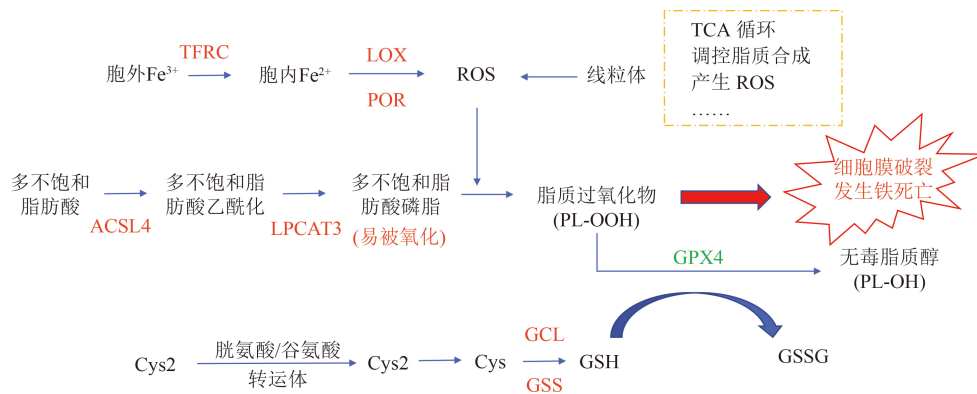 TCA 循环
调控脂质合成
产生 ROS
……
TFRC
胞外Fe³⁺
胞内Fe²⁺
LOX
POR
ROS
线粒体
多不饱和
脂肪酸
ACSL4
多不饱和脂
肪酸乙酰化
LPCAT3
多不饱和脂
肪酸磷脂
(易被氧化)
脂质过氧化物
(PL-OOH)
细胞膜破裂
发生铁死亡
GPX4
无毒脂质醇
(PL-OH)
Cys2
胱氨酸/谷氨酸
转运体
Cys2
Cys
GCL
GSS
GSH
GSSG